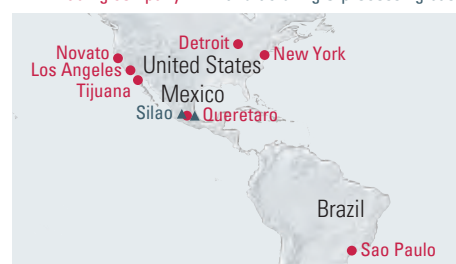 Detroit
Novato
New York
United States
Los Angeles
Tijuana
Mexico
Silao
Queretaro
Brazil
Sao Paulo